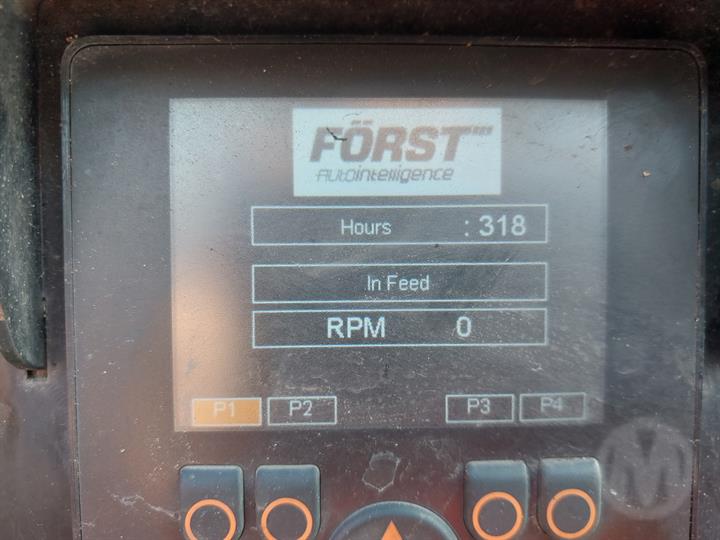 FÖRST
AUtointelligence
Hours : 318
In Feed
RPM 0
P1 P2 P3 P4
M